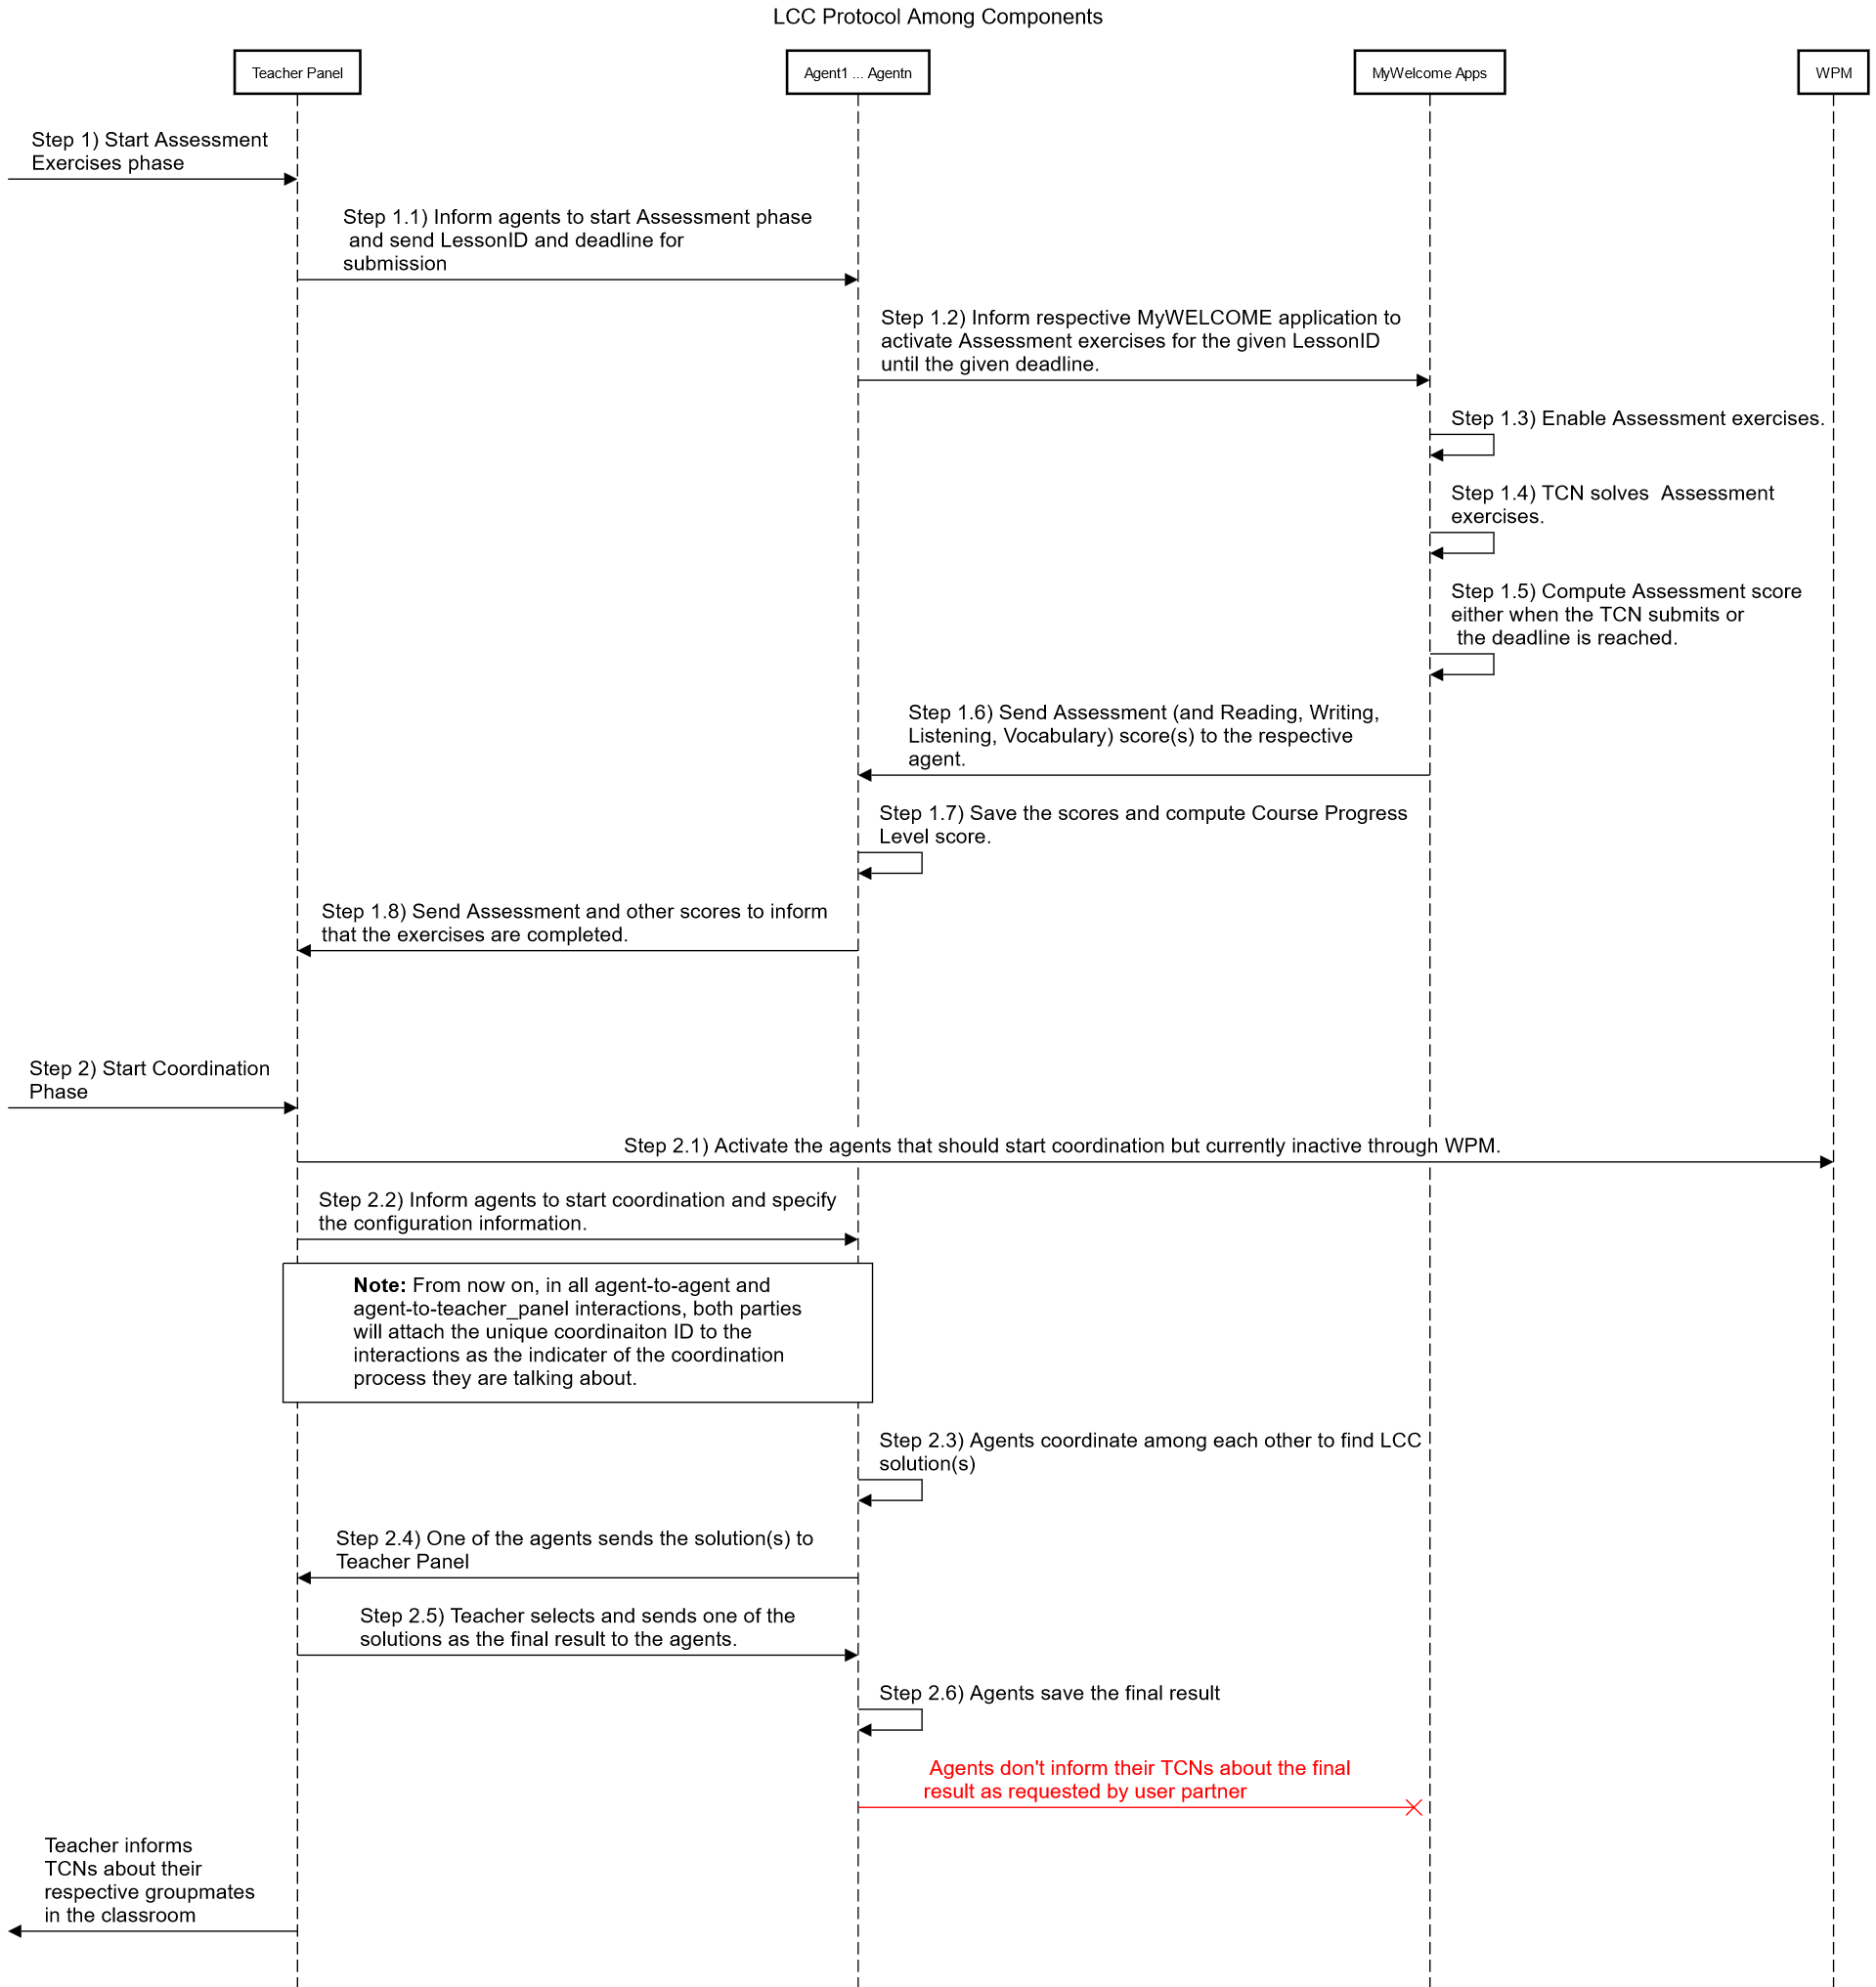 LCC Protocol Among Components
Teacher Panel
Agent1 ... Agentn
MyWelcome Apps
WPM
Step 1) Start Assessment
Exercises phase
Step 1.1) Inform agents to start Assessment phase
and send LessonID and deadline for
submission
Step 1.2) Inform respective MyWELCOME application to
activate Assessment exercises for the given LessonID
until the given deadline.
Step 1.3) Enable Assessment exercises.
Step 1.4) TCN solves  Assessment
exercises.
Step 1.5) Compute Assessment score
either when the TCN submits or
the deadline is reached.
Step 1.6) Send Assessment (and Reading, Writing,
Listening, Vocabulary) score(s) to the respective
agent.
Step 1.7) Save the scores and compute Course Progress
Level score.
Step 1.8) Send Assessment and other scores to inform
that the exercises are completed.
Step 2) Start Coordination
Phase
Step 2.1) Activate the agents that should start coordination but currently inactive through WPM.
Step 2.2) Inform agents to start coordination and specify
the configuration information.
Note: From now on, in all agent-to-agent and
agent-to-teacher_panel interactions, both parties
will attach the unique coordinaiton ID to the
interactions as the indicater of the coordination
process they are talking about.
Step 2.3) Agents coordinate among each other to find LCC
solution(s)
Step 2.4) One of the agents sends the solution(s) to
Teacher Panel
Step 2.5) Teacher selects and sends one of the
solutions as the final result to the agents.
Step 2.6) Agents save the final result
Agents don't inform their TCNs about the final
result as requested by user partner
Teacher informs
TCNs about their
respective groupmates
in the classroom